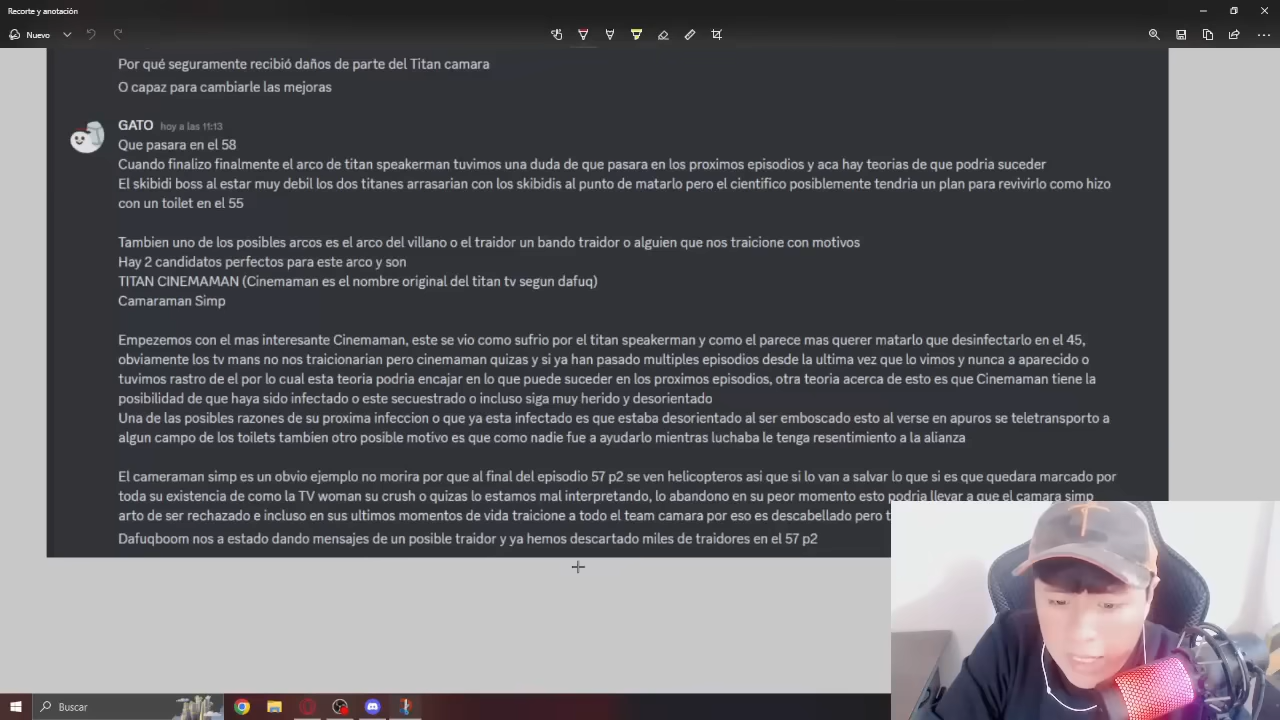 Recorte y anotación
Nuevo
Por qué seguramente recibió daños de parte del Titan camara
O capaz para cambiarle las mejoras
GATO hoy a las 11:13
Que pasara en el 58
Cuando finalizo finalmente el arco de titan speakerman tuvimos una duda de que pasara en los proximos episodios y aca hay teorias de que podria suceder
El skibidi boss al estar muy debil los dos titanes arrasarian con los skibidis al punto de matarlo pero el cientifico posiblemente tendria un plan para revivirlo como hizo
con un toilet en el 55
Tambien uno de los posibles arcos es el arco del villano o el traidor un bando traidor o alguien que nos traicione con motivos
Hay 2 candidatos perfectos para este arco y son
TITAN CINEMAMAN (Cinemaman es el nombre original del titan tv segun dafuq)
Camaraman Simp
Empezemos con el mas interesante Cinemaman, este se vio como sufrio por el titan speakerman y como el parece mas querer matarlo que desinfectarlo en el 45,
obviamente los tv mans no nos traicionarian pero cinemaman quizas y si ya han pasado multiples episodios desde la ultima vez que lo vimos y nunca a aparecido o
tuvimos rastro de el por lo cual esta teoria podria encajar en lo que puede suceder en los proximos episodios, otra teoria acerca de esto es que Cinemaman tiene la
posibilidad de que haya sido infectado o este secuestrado o incluso siga muy herido y desorientado
Una de las posibles razones de su proxima infeccion o que ya esta infectado es que estaba desorientado al ser emboscado esto al verse en apuros se teletransporto a
algun campo de los toilets tambien otro posible motivo es que como nadie fue a ayudarlo mientras luchaba le tenga resentimiento a la alianza
El cameraman simp es un obvio ejemplo no morira por que al final del episodio 57 p2 se ven helicopteros asi que si lo van a salvar lo que si es que quedara marcado por
toda su existencia de como la TV woman su crush o quizas lo estamos mal interpretando, lo abandono en su peor momento esto podria llevar a que el camara simp
arto de ser rechazado e incluso en sus ultimos momentos de vida traicione a todo el team camara por eso es descabellado pero
Dafuqboom nos a estado dando mensajes de un posible traidor y ya hemos descartado miles de traidores en el 57 p2
Buscar